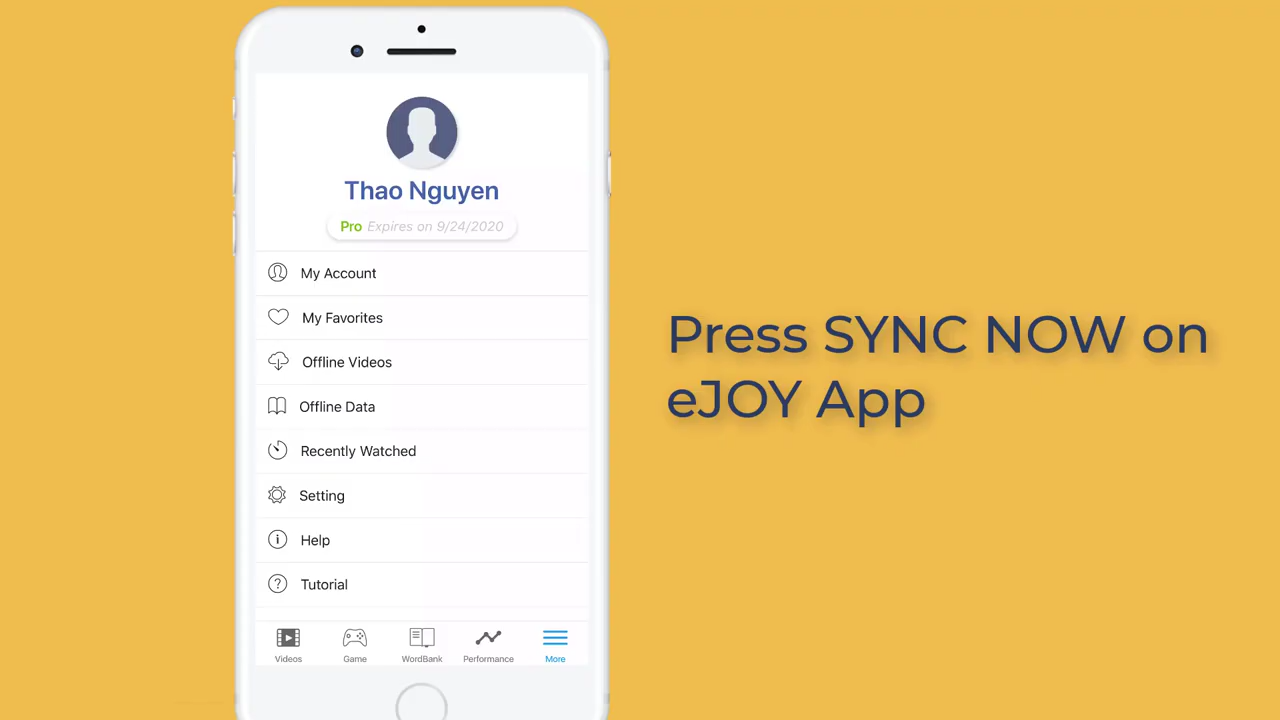 Thao Nguyen
Pro Expires on 9/24/2020
My Account
My Favorites
Offline Videos
Offline Data
Recently Watched
Setting
Help
Tutorial
Videos Game WordBank Performance More
Press SYNC NOW on
eJOY App